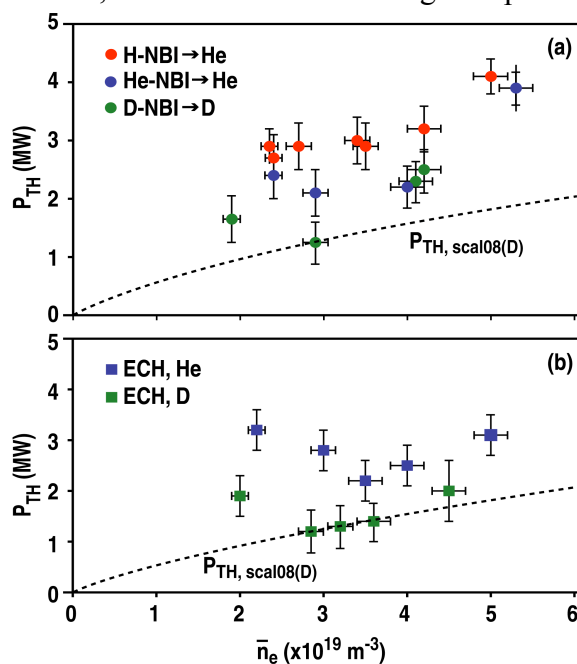 5
(a)
H-NBI→He
4
He-NBI→He
D-NBI→D
3
P_TH (MW)
2
P_TH, scal08(D)
1
0
5
(b)
ECH, He
4
ECH, D
3
P_TH (MW)
2
1
P_TH, scal08(D)
0
0 1 2 3 4 5 6
n̄_e (x10^19 m^-3)